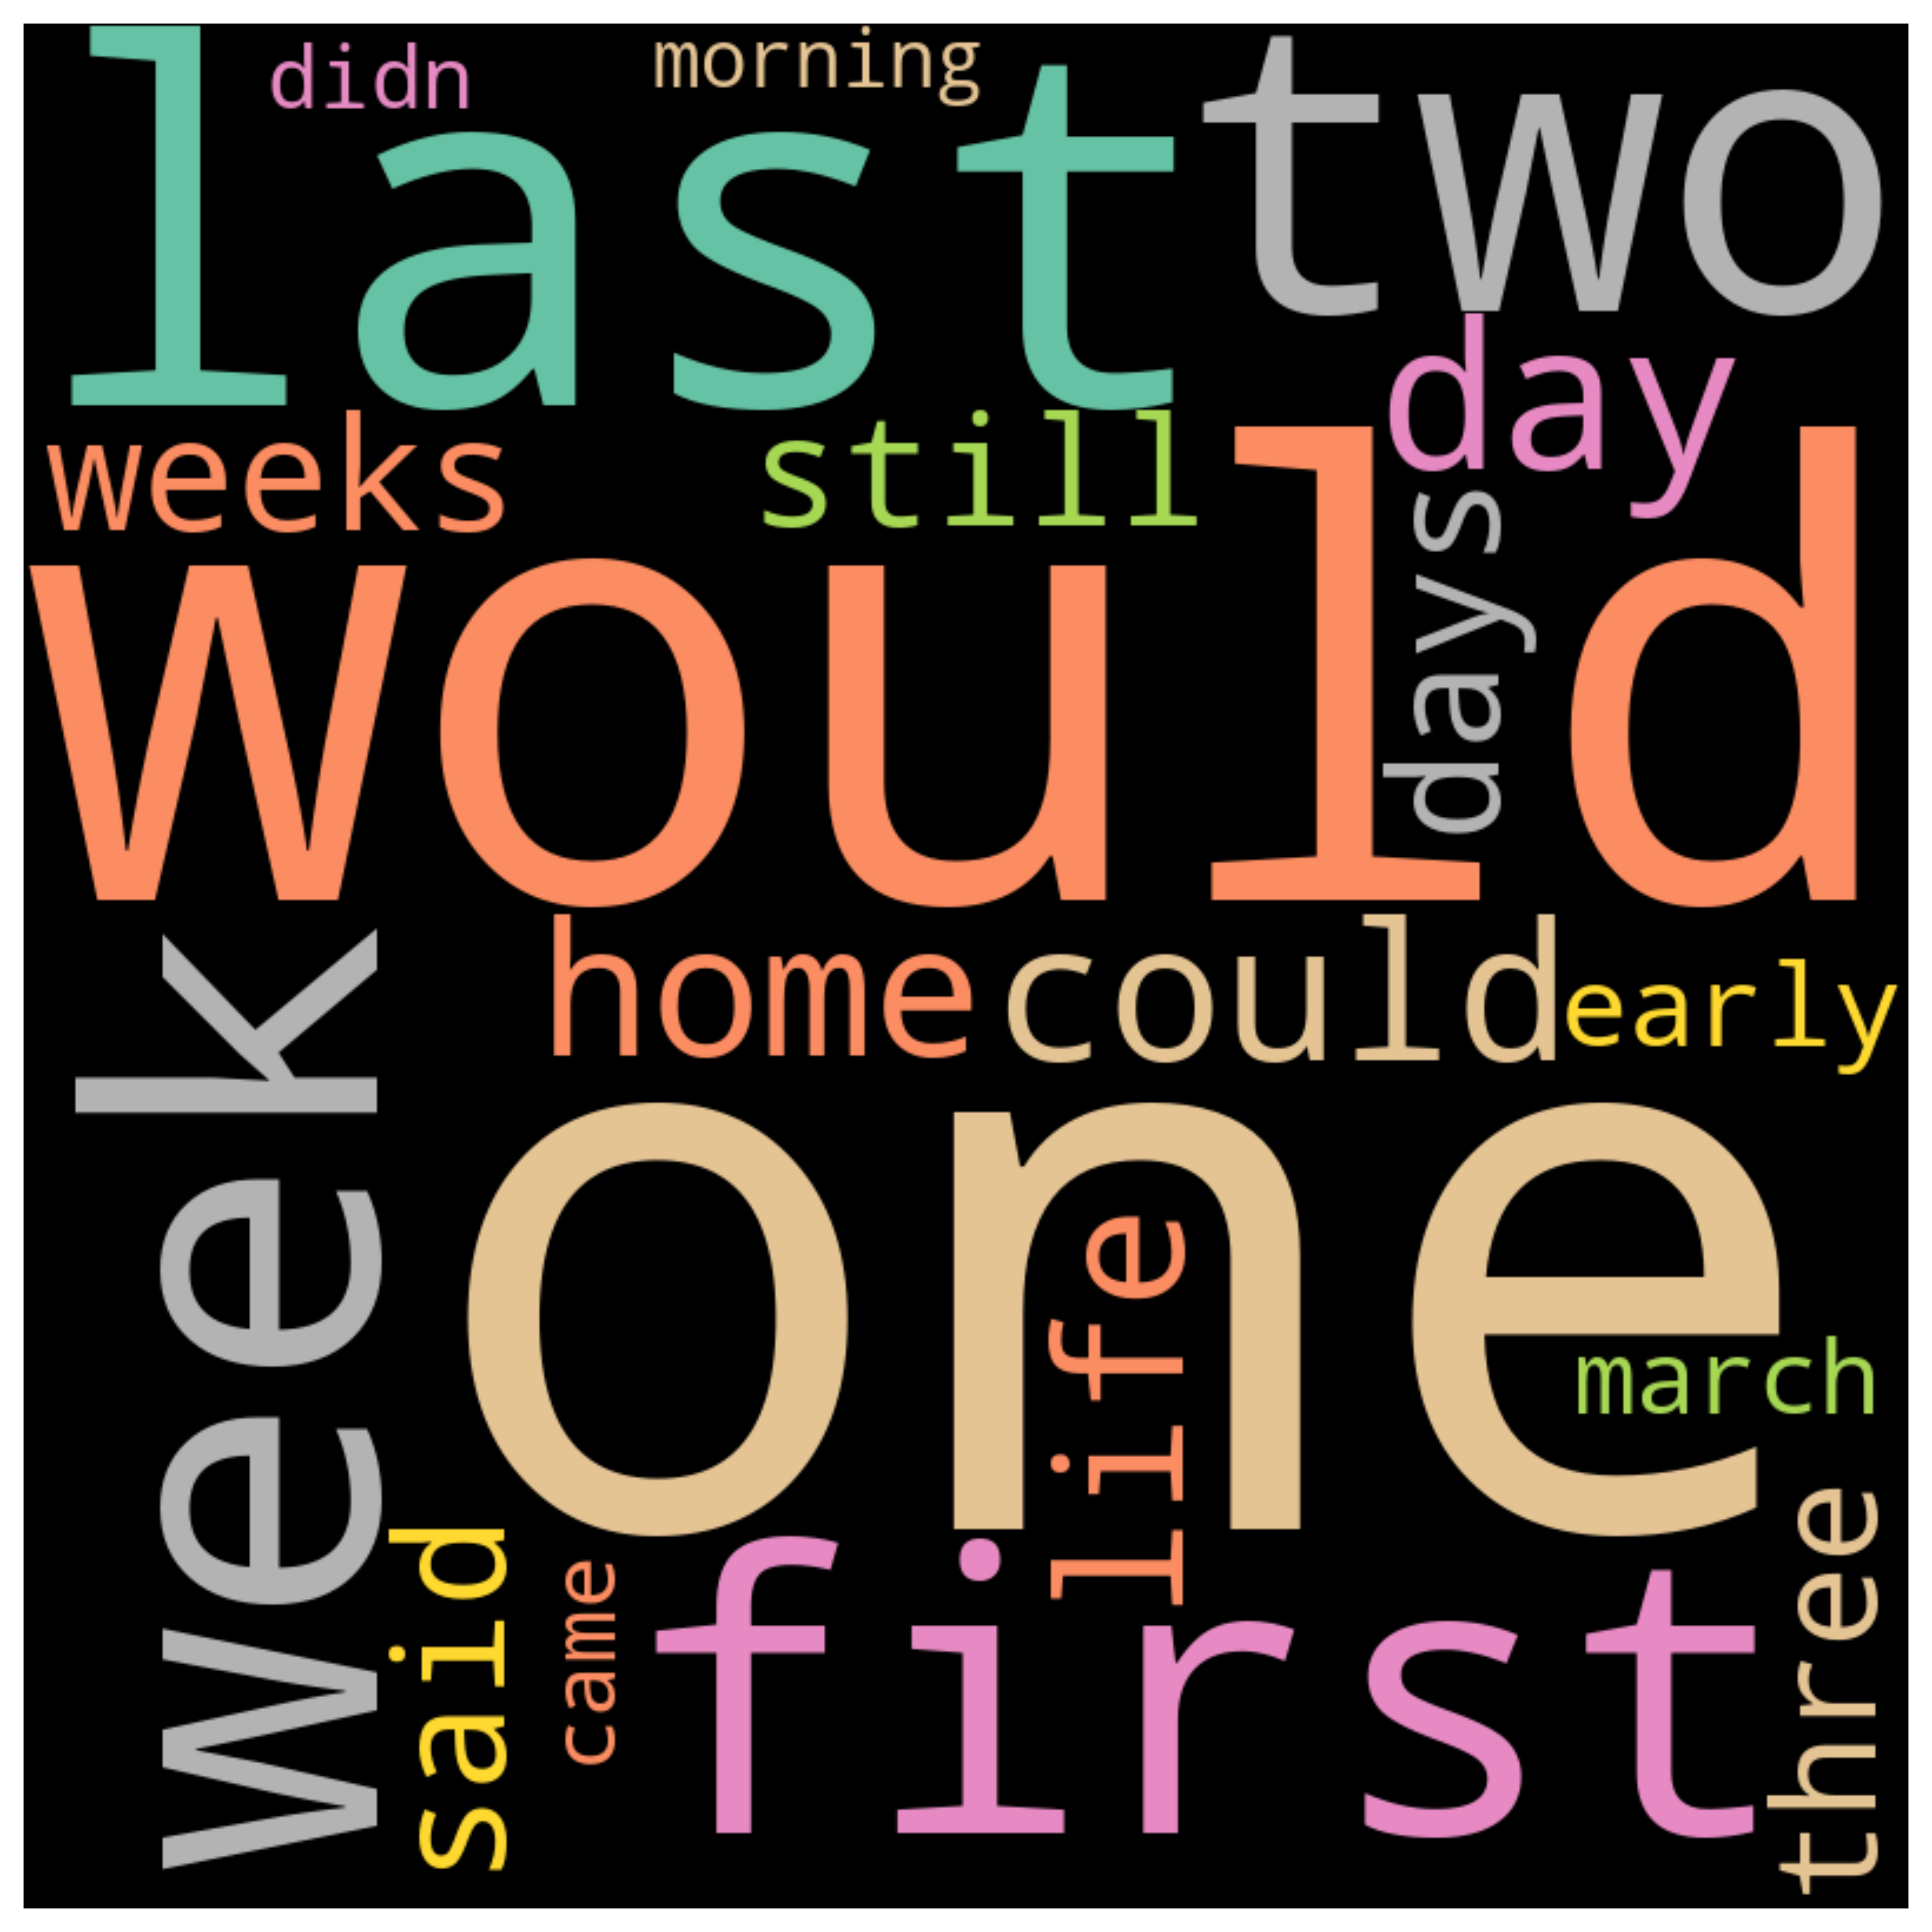 didn
morning
last
two
day
weeks
still
days
would
week
home
could
early
one
life
march
said
came
first
three